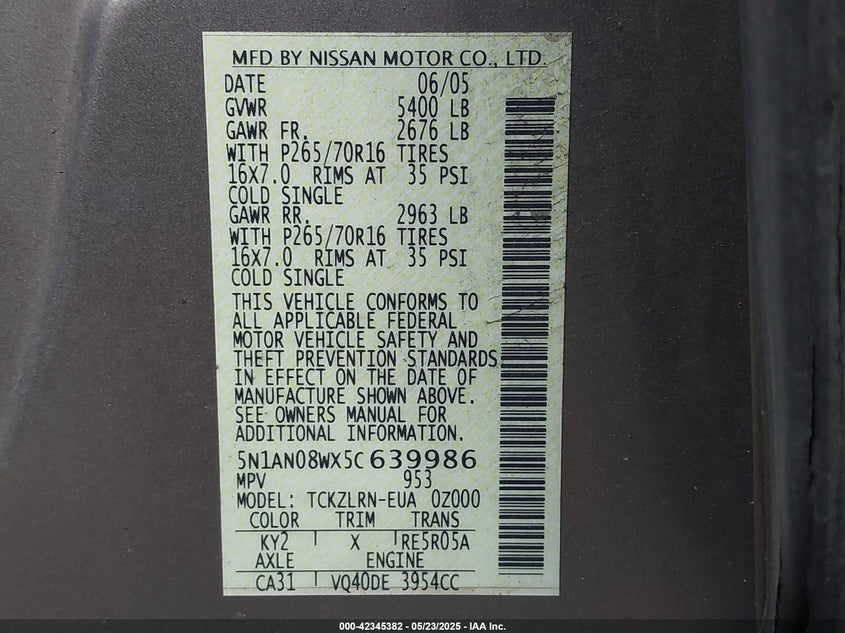 MFD BY NISSAN MOTOR CO., LTD.
DATE 06/05
GVWR 5400 LB
GAWR FR. 2676 LB
WITH P265/70R16 TIRES
16X7.0 RIMS AT 35 PSI
COLD SINGLE
GAWR RR. 2963 LB
WITH P265/70R16 TIRES
16X7.0 RIMS AT 35 PSI
COLD SINGLE
THIS VEHICLE CONFORMS TO
ALL APPLICABLE FEDERAL
MOTOR VEHICLE SAFETY AND
THEFT PREVENTION STANDARDS
IN EFFECT ON THE DATE OF
MANUFACTURE SHOWN ABOVE.
SEE OWNERS MANUAL FOR
ADDITIONAL INFORMATION.
5N1AN08WX5C639986
MPV 953
MODEL: TCKZLRN-EUA 0Z000
COLOR TRIM TRANS
KY2 X RE5R05A
AXLE ENGINE
CA31 VQ40DE 3954CC
000-42345382 - 05/23/2025 - IAA Inc.